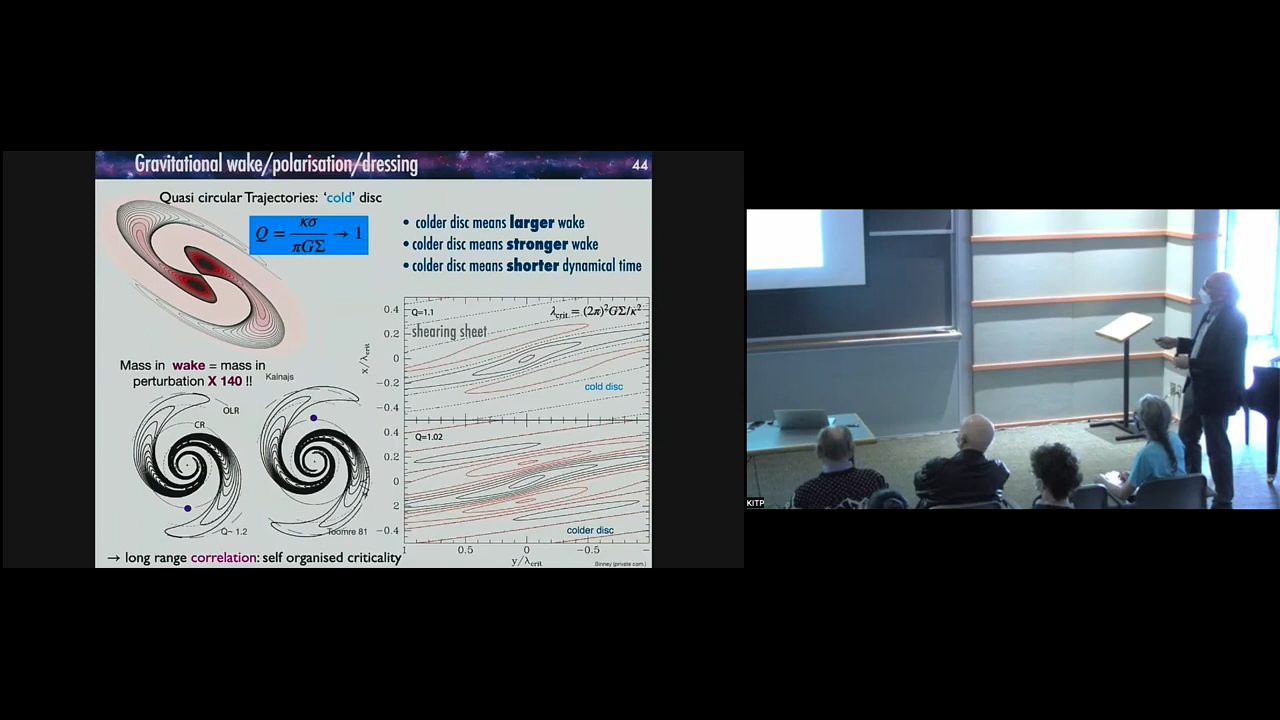 Gravitational wake/polarisation/dressing
44
Quasi circular Trajectories: 'cold' disc
Q = κσ / πGΣ → 1
• colder disc means larger wake
• colder disc means stronger wake
• colder disc means shorter dynamical time
Q=1.1
λcrit = (2π)²GΣ/κ²
shearing sheet
cold disc
0.4
0.2
0
−0.2
−0.4
x/λcrit
Mass in wake = mass in
perturbation X 140 !!
Kalnajs
OLR
CR
Q~ 1.2
Toomre 81
Q=1.02
colder disc
0.4
0.2
0
2
−0.4
1
0.5
0
−0.5
y/λcrit
Binney (private com.)
→ long range correlation: self organised criticality
KITP